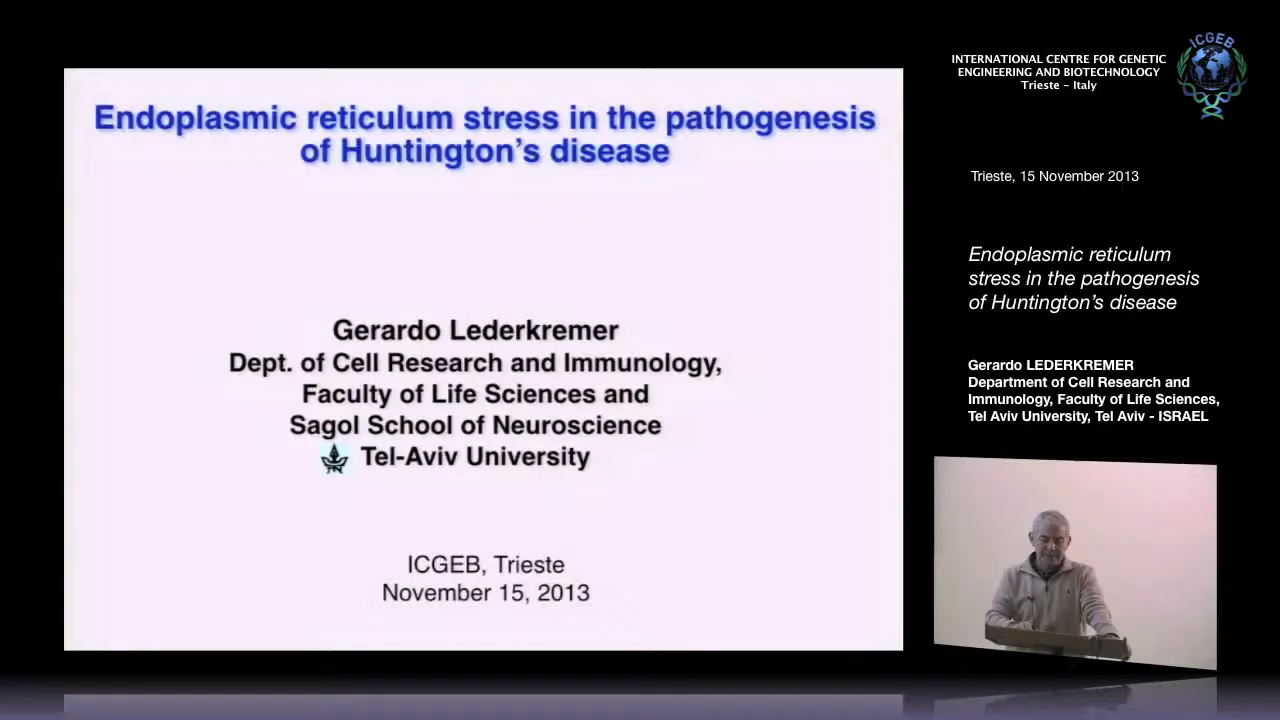 Endoplasmic reticulum stress in the pathogenesis
of Huntington's disease
Gerardo Lederkremer
Dept. of Cell Research and Immunology,
Faculty of Life Sciences and
Sagol School of Neuroscience
Tel-Aviv University
ICGEB, Trieste
November 15, 2013
INTERNATIONAL CENTRE FOR GENETIC
ENGINEERING AND BIOTECHNOLOGY
Trieste - Italy
ICGEB
Trieste, 15 November 2013
Endoplasmic reticulum
stress in the pathogenesis
of Huntington's disease
Gerardo LEDERKREMER
Department of Cell Research and
Immunology, Faculty of Life Sciences,
Tel Aviv University, Tel Aviv - ISRAEL